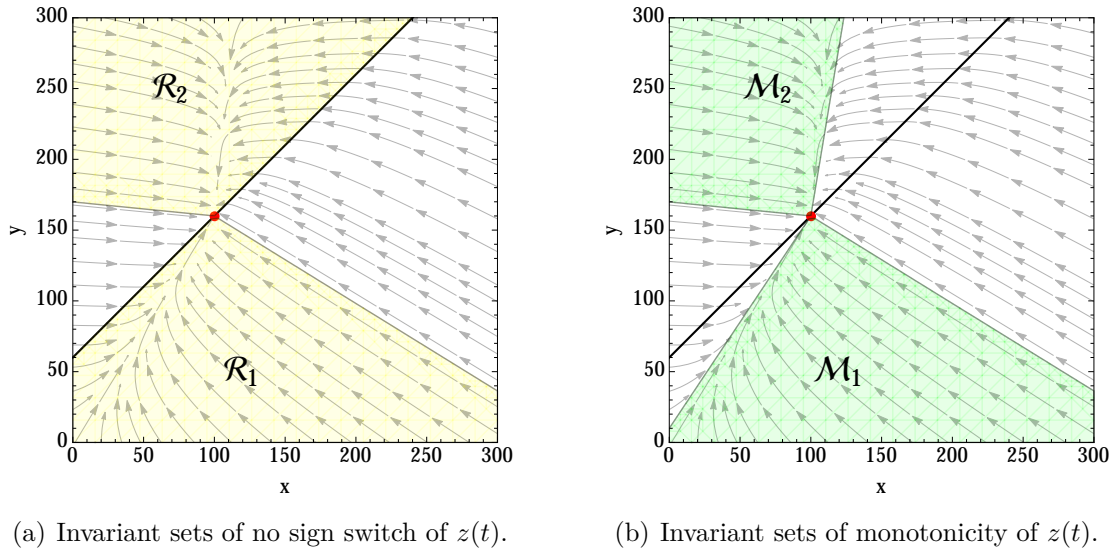 300
250
200
150
100
50
0
y
0 50 100 150 200 250 300
x
ℛ₂
ℛ₁
(a) Invariant sets of no sign switch of z(t).
300
250
200
150
100
50
0
y
0 50 100 150 200 250 300
x
ℳ₂
ℳ₁
(b) Invariant sets of monotonicity of z(t).